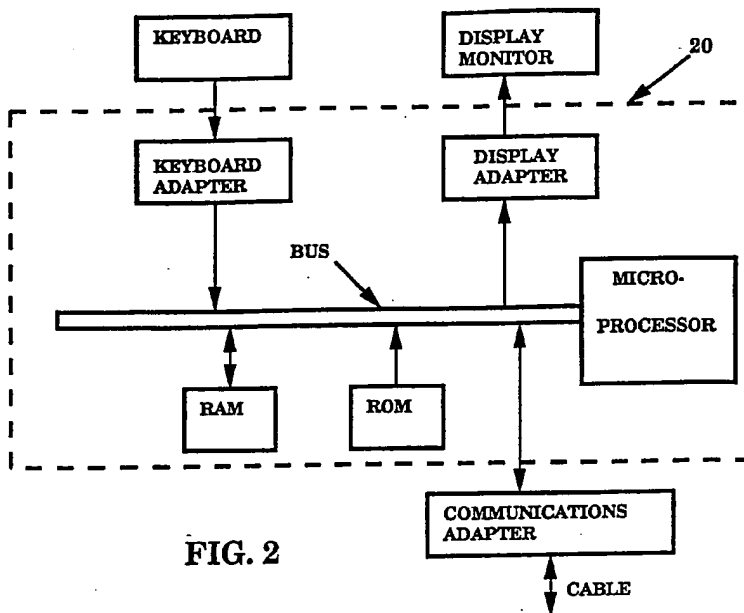 KEYBOARD
DISPLAY
MONITOR
20
KEYBOARD
ADAPTER
DISPLAY
ADAPTER
BUS
MICRO-
PROCESSOR
RAM
ROM
COMMUNICATIONS
ADAPTER
FIG. 2
CABLE